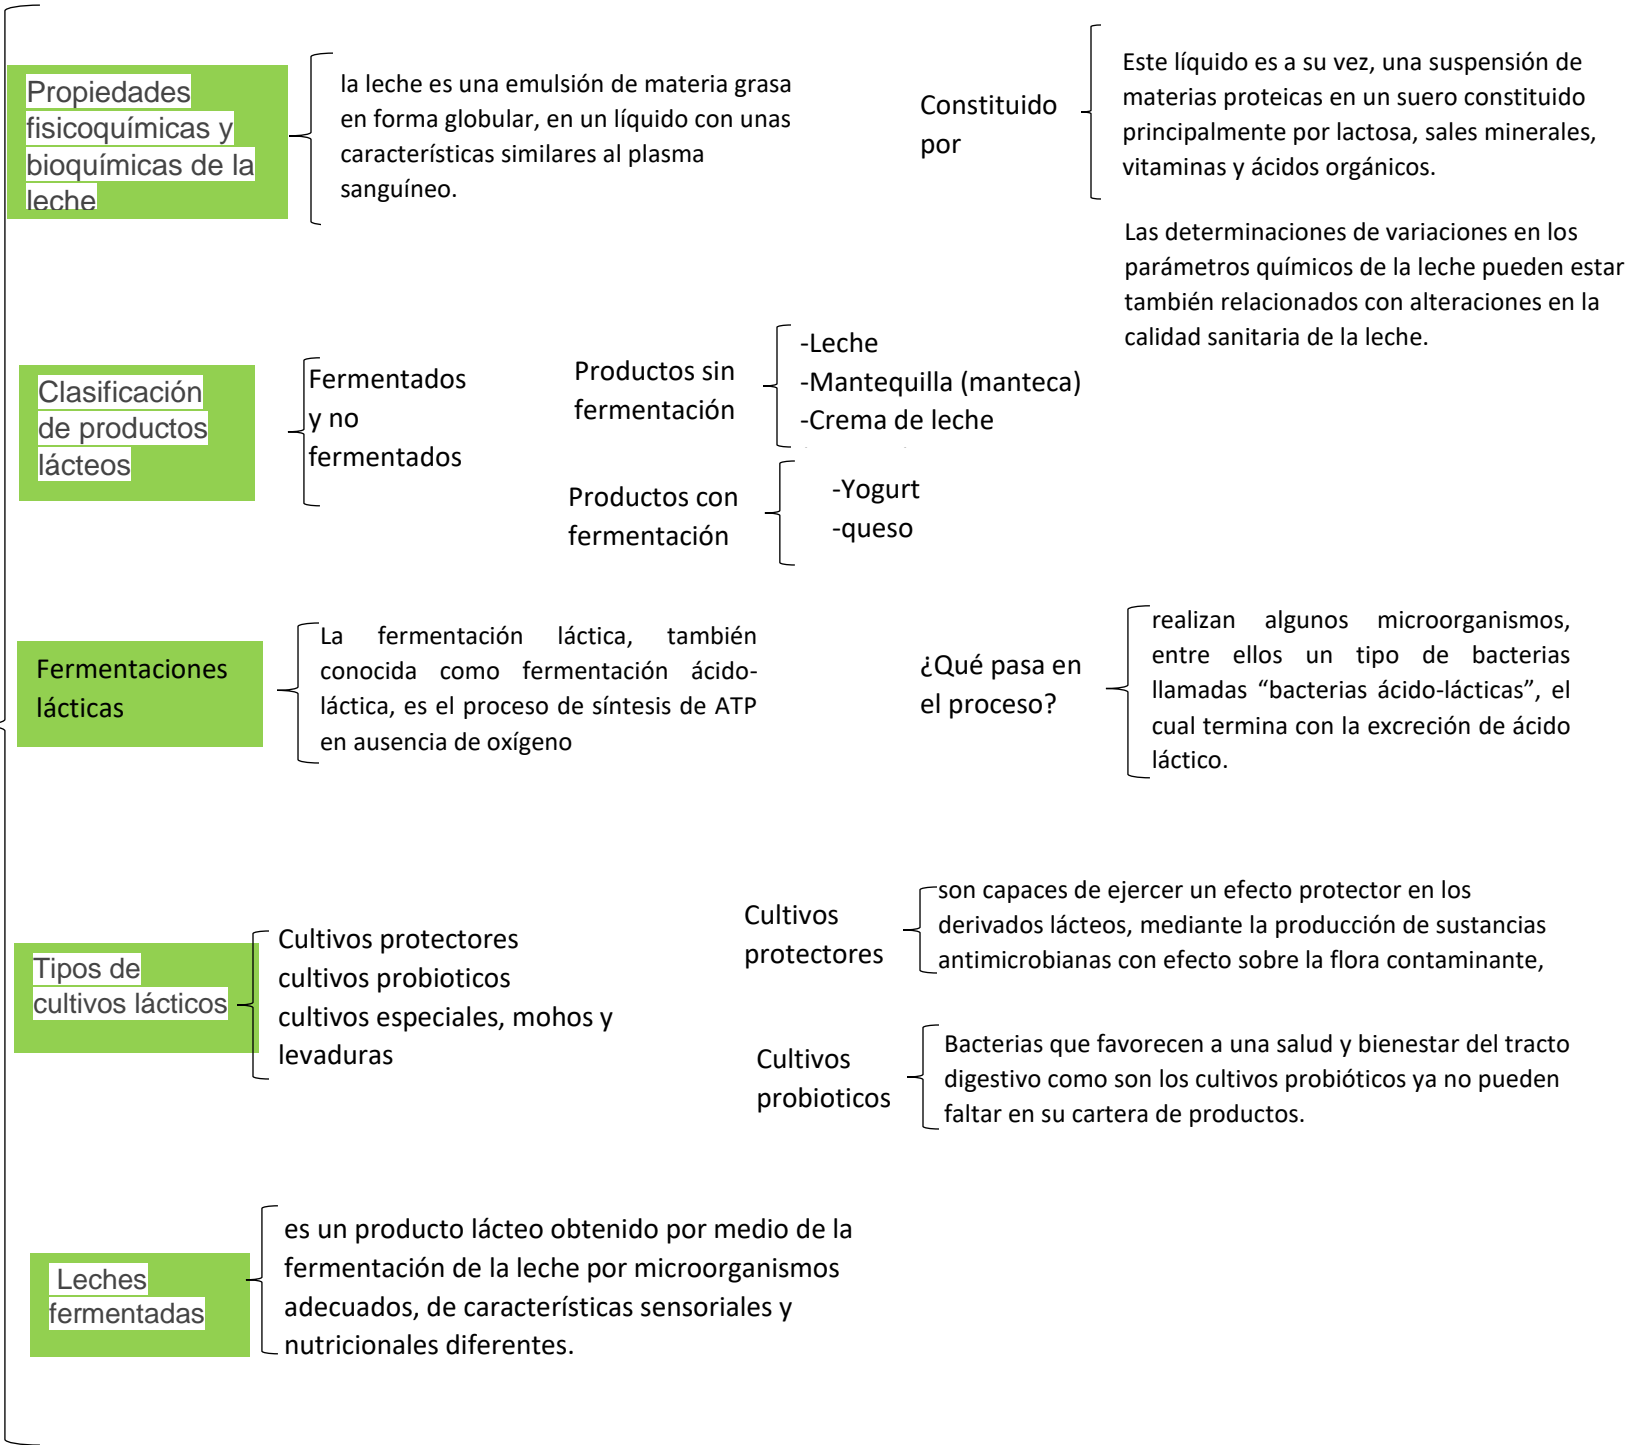 Propiedades
fisicoquímicas y
bioquímicas de la
leche
la leche es una emulsión de materia grasa
en forma globular, en un líquido con unas
características similares al plasma
sanguíneo.
Constituido
por
Este líquido es a su vez, una suspensión de
materias proteicas en un suero constituido
principalmente por lactosa, sales minerales,
vitaminas y ácidos orgánicos.
Las determinaciones de variaciones en los
parámetros químicos de la leche pueden estar
también relacionados con alteraciones en la
calidad sanitaria de la leche.
Clasificación
de productos
lácteos
Fermentados
y no
fermentados
Productos sin
fermentación
-Leche
-Mantequilla (manteca)
-Crema de leche
Productos con
fermentación
-Yogurt
-queso
Fermentaciones
lácticas
La fermentación láctica, también
conocida como fermentación ácido-
láctica, es el proceso de síntesis de ATP
en ausencia de oxígeno
¿Qué pasa en
el proceso?
realizan algunos microorganismos,
entre ellos un tipo de bacterias
llamadas “bacterias ácido-lácticas”, el
cual termina con la excreción de ácido
láctico.
Tipos de
cultivos lácticos
Cultivos protectores
cultivos probioticos
cultivos especiales, mohos y
levaduras
Cultivos
protectores
son capaces de ejercer un efecto protector en los
derivados lácteos, mediante la producción de sustancias
antimicrobianas con efecto sobre la flora contaminante,
Cultivos
probioticos
Bacterias que favorecen a una salud y bienestar del tracto
digestivo como son los cultivos probióticos ya no pueden
faltar en su cartera de productos.
Leches
fermentadas
es un producto lácteo obtenido por medio de la
fermentación de la leche por microorganismos
adecuados, de características sensoriales y
nutricionales diferentes.